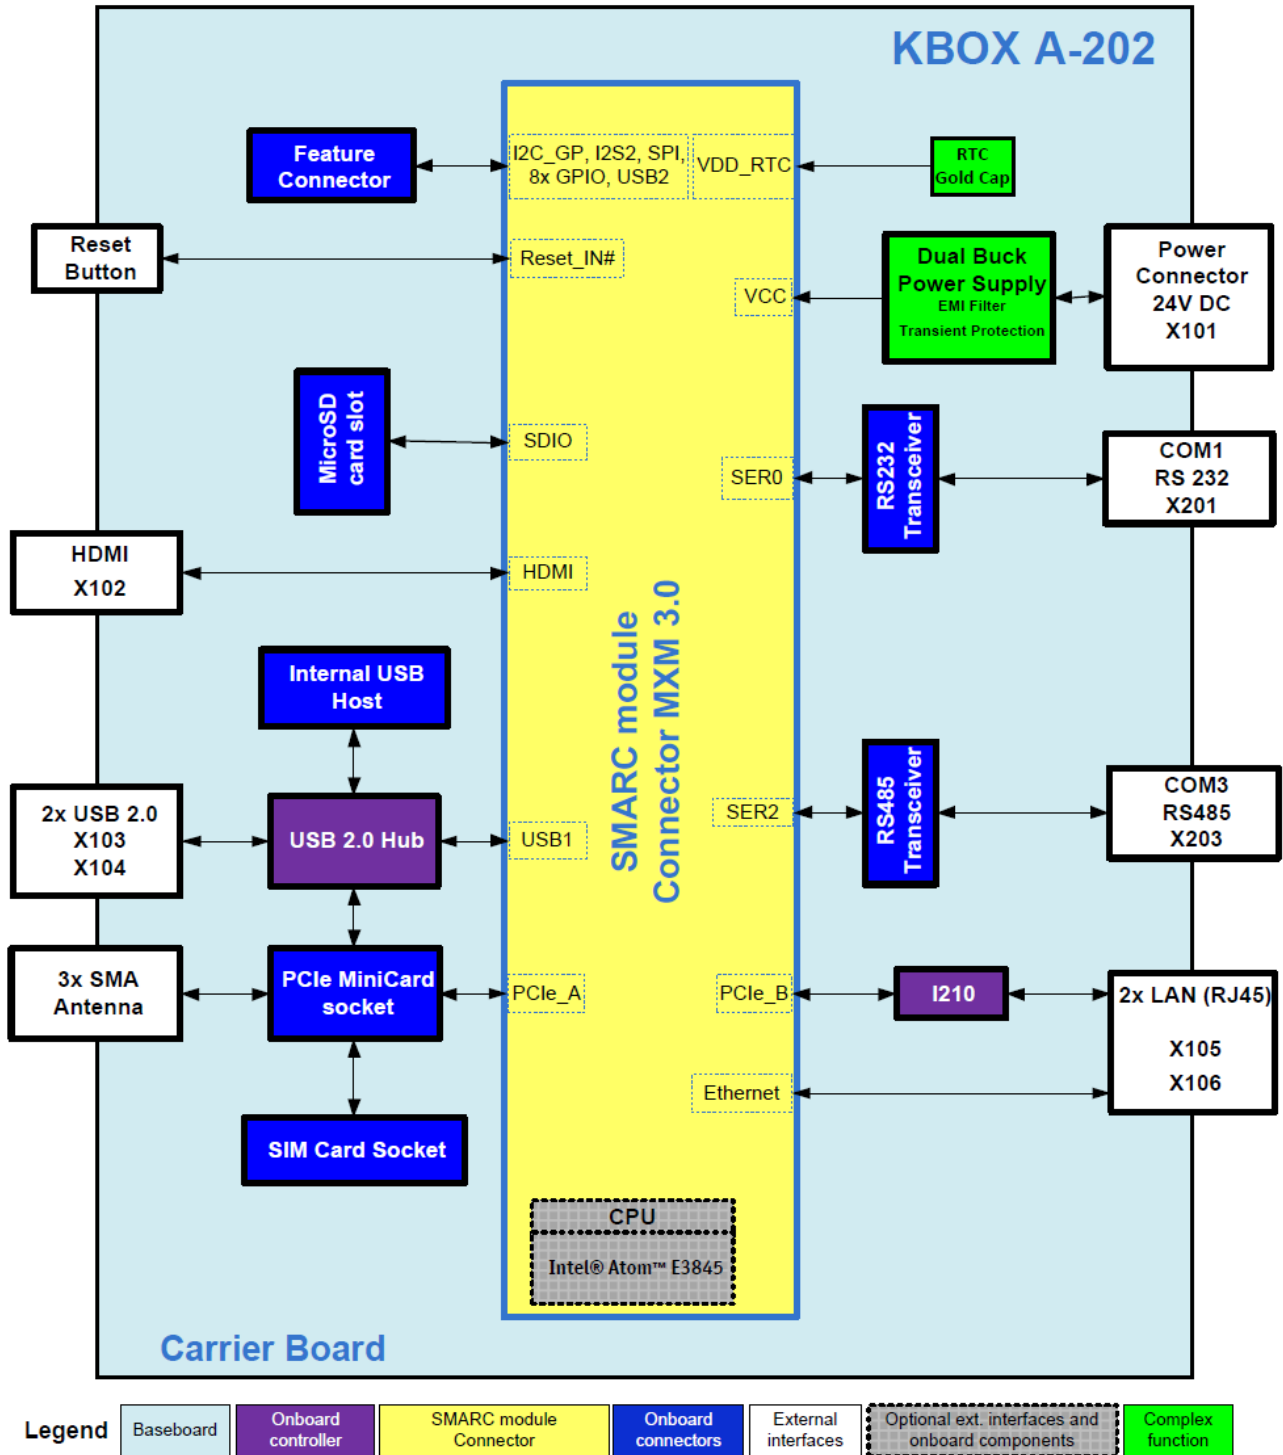 KBOX A-202
Feature
Connector
I2C_GP, I2S2, SPI,
8x GPIO, USB2
VDD_RTC
RTC
Gold Cap
Reset
Button
Reset_IN#
VCC
Dual Buck
Power Supply
EMI Filter
Transient Protection
Power
Connector
24V DC
X101
MicroSD
card slot
SDIO
SER0
RS232
Transceiver
COM1
RS 232
X201
HDMI
X102
HDMI
SMARC module
Connector MXM 3.0
Internal USB
Host
2x USB 2.0
X103
X104
USB 2.0 Hub
USB1
SER2
RS485
Transceiver
COM3
RS485
X203
3x SMA
Antenna
PCIe MiniCard
socket
PCIe_A
PCIe_B
I210
2x LAN (RJ45)
X105
X106
Ethernet
SIM Card Socket
CPU
Intel® Atom™ E3845
Carrier Board
Legend
Baseboard
Onboard
controller
SMARC module
Connector
Onboard
connectors
External
interfaces
Optional ext. interfaces and
onboard components
Complex
function